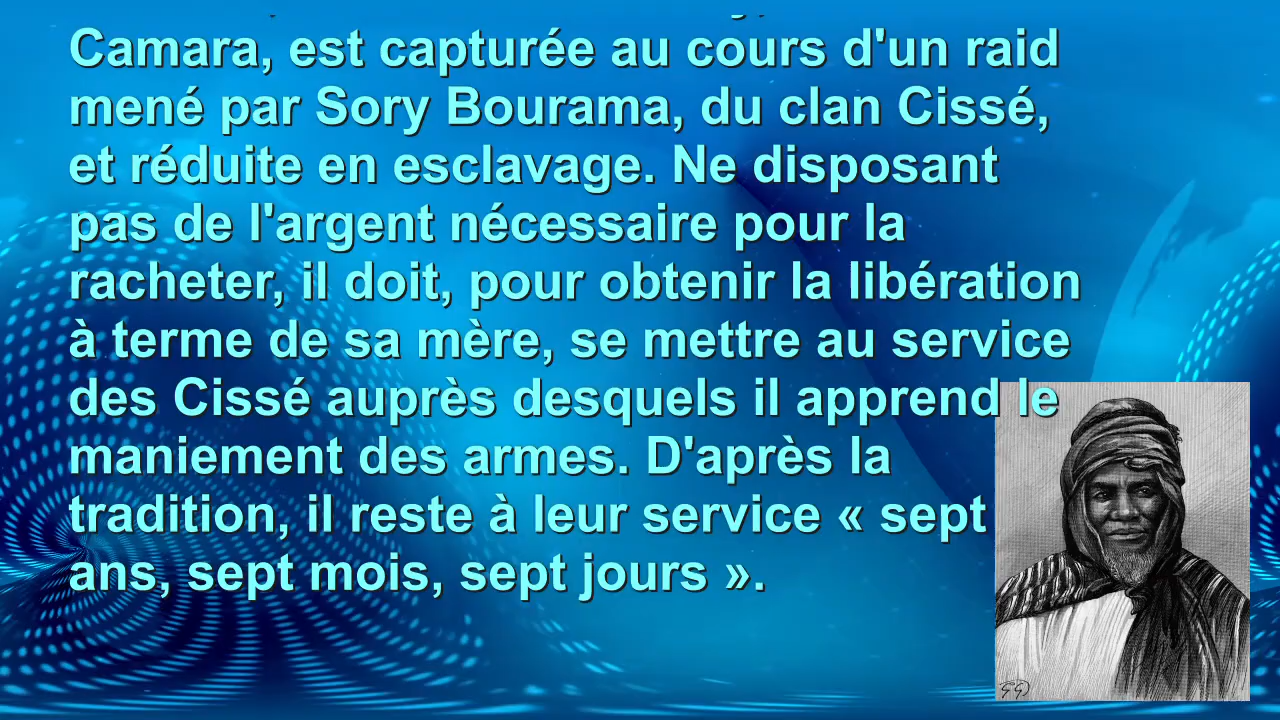 Camara, est capturée au cours d'un raid
mené par Sory Bourama, du clan Cissé,
et réduite en esclavage. Ne disposant
pas de l'argent nécessaire pour la
racheter, il doit, pour obtenir la libération
à terme de sa mère, se mettre au service
des Cissé auprès desquels il apprend le
maniement des armes. D'après la
tradition, il reste à leur service « sept
ans, sept mois, sept jours ».